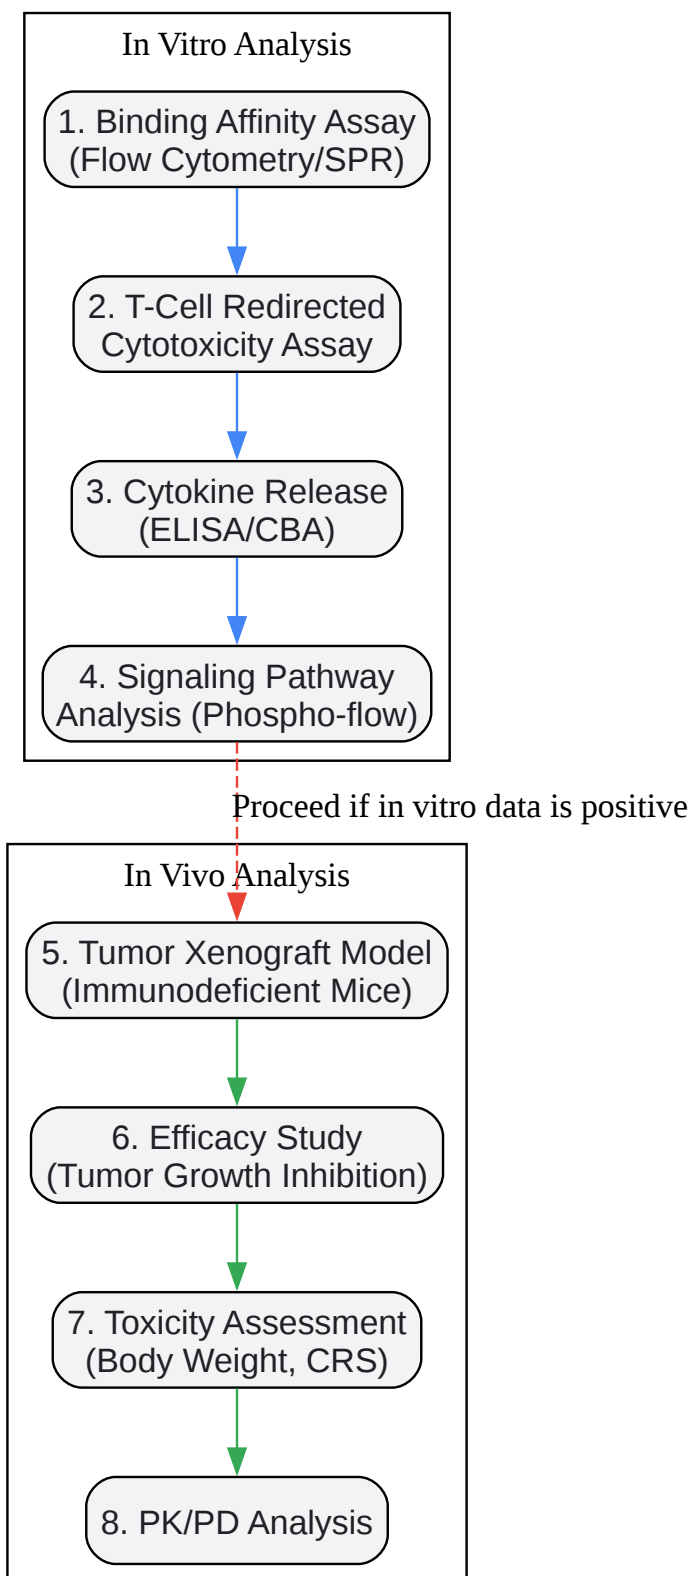 In Vitro Analysis
1. Binding Affinity Assay
(Flow Cytometry/SPR)
2. T-Cell Redirected
Cytotoxicity Assay
3. Cytokine Release
(ELISA/CBA)
4. Signaling Pathway
Analysis (Phospho-flow)
Proceed if in vitro data is positive
In Vivo Analysis
5. Tumor Xenograft Model
(Immunodeficient Mice)
6. Efficacy Study
(Tumor Growth Inhibition)
7. Toxicity Assessment
(Body Weight, CRS)
8. PK/PD Analysis